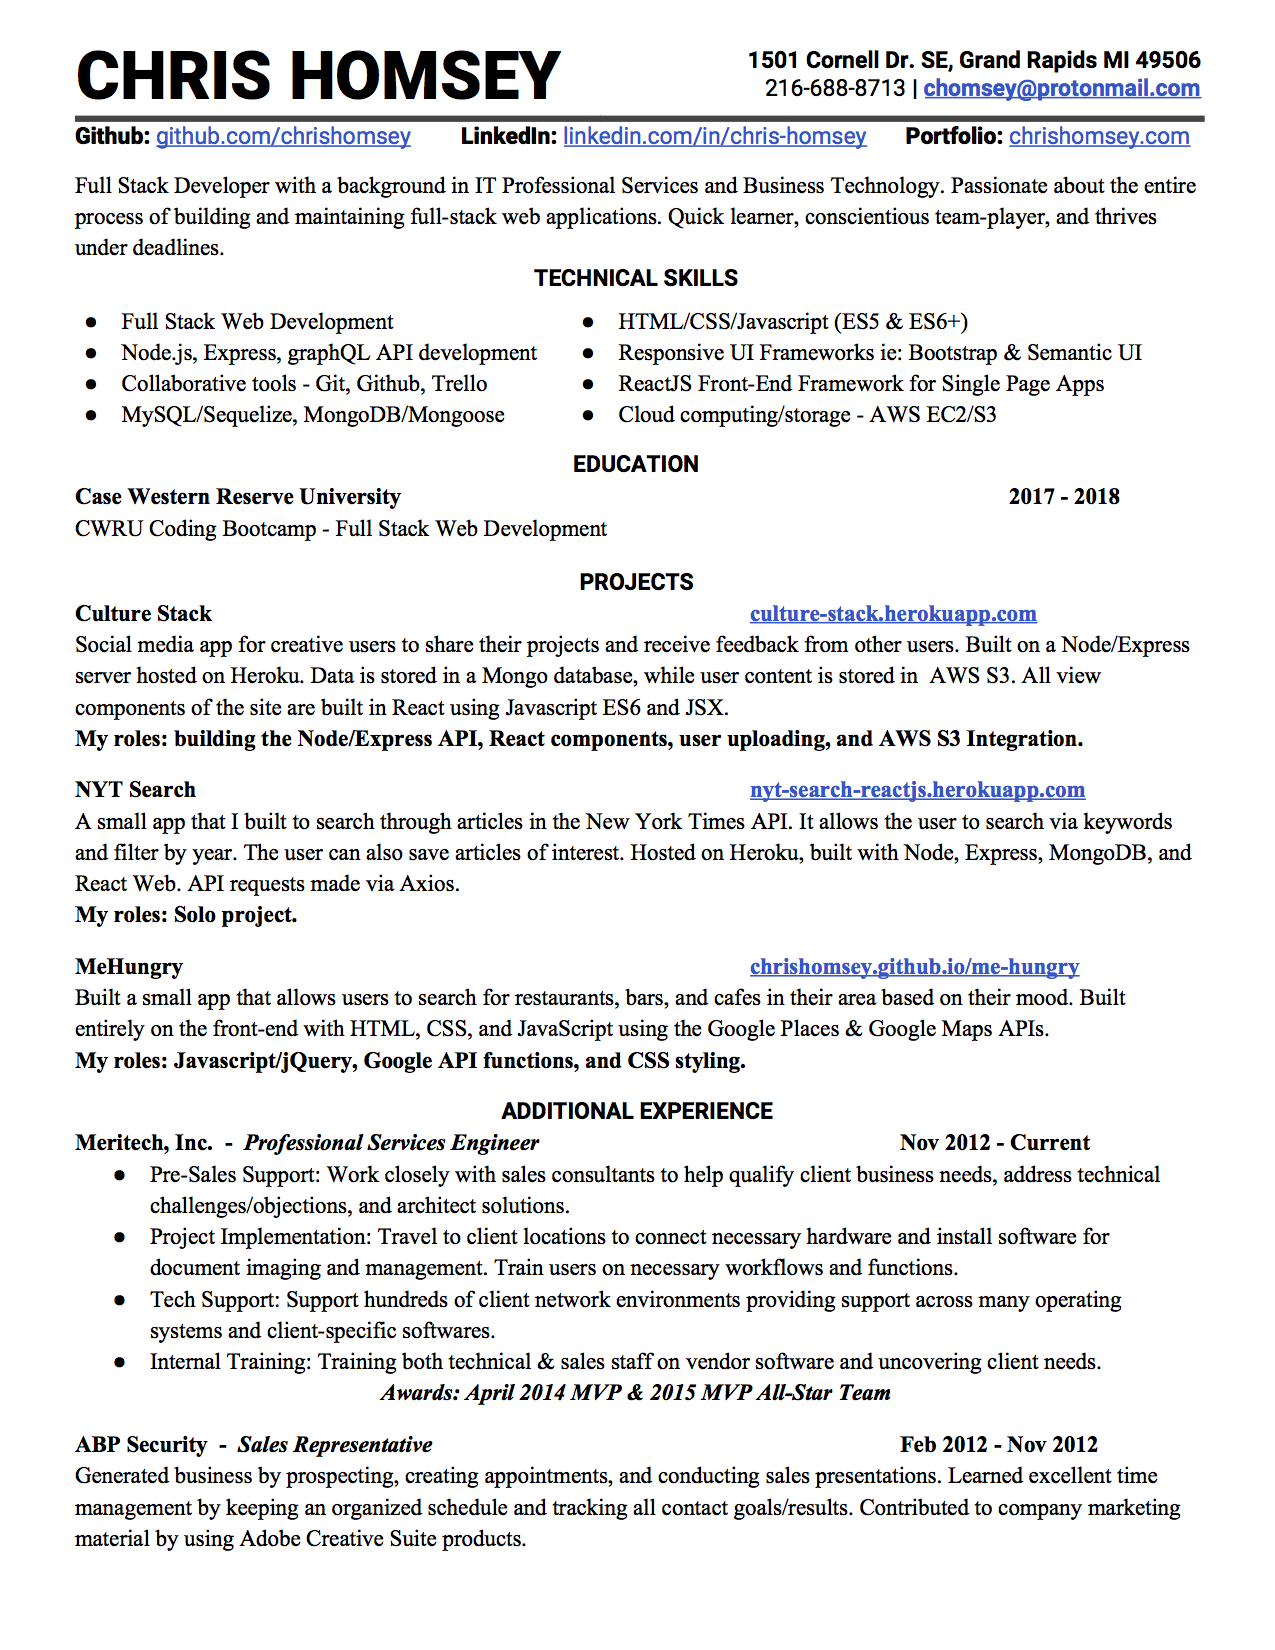 CHRIS HOMSEY
1501 Cornell Dr. SE, Grand Rapids MI 49506
216-688-8713 | chomsey@protonmail.com
Github: github.com/chrishomsey LinkedIn: linkedin.com/in/chris-homsey Portfolio: chrishomsey.com
Full Stack Developer with a background in IT Professional Services and Business Technology. Passionate about the entire
process of building and maintaining full-stack web applications. Quick learner, conscientious team-player, and thrives
under deadlines.
TECHNICAL SKILLS
● Full Stack Web Development
● Node.js, Express, graphQL API development
● Collaborative tools - Git, Github, Trello
● MySQL/Sequelize, MongoDB/Mongoose
● HTML/CSS/Javascript (ES5 & ES6+)
● Responsive UI Frameworks ie: Bootstrap & Semantic UI
● ReactJS Front-End Framework for Single Page Apps
● Cloud computing/storage - AWS EC2/S3
EDUCATION
Case Western Reserve University 2017 - 2018
CWRU Coding Bootcamp - Full Stack Web Development
PROJECTS
Culture Stack culture-stack.herokuapp.com
Social media app for creative users to share their projects and receive feedback from other users. Built on a Node/Express
server hosted on Heroku. Data is stored in a Mongo database, while user content is stored in AWS S3. All view
components of the site are built in React using Javascript ES6 and JSX.
My roles: building the Node/Express API, React components, user uploading, and AWS S3 Integration.
NYT Search nyt-search-reactjs.herokuapp.com
A small app that I built to search through articles in the New York Times API. It allows the user to search via keywords
and filter by year. The user can also save articles of interest. Hosted on Heroku, built with Node, Express, MongoDB, and
React Web. API requests made via Axios.
My roles: Solo project.
MeHungry chrishomsey.github.io/me-hungry
Built a small app that allows users to search for restaurants, bars, and cafes in their area based on their mood. Built
entirely on the front-end with HTML, CSS, and JavaScript using the Google Places & Google Maps APIs.
My roles: Javascript/jQuery, Google API functions, and CSS styling.
ADDITIONAL EXPERIENCE
Meritech, Inc. - Professional Services Engineer Nov 2012 - Current
● Pre-Sales Support: Work closely with sales consultants to help qualify client business needs, address technical
challenges/objections, and architect solutions.
● Project Implementation: Travel to client locations to connect necessary hardware and install software for
document imaging and management. Train users on necessary workflows and functions.
● Tech Support: Support hundreds of client network environments providing support across many operating
systems and client-specific softwares.
● Internal Training: Training both technical & sales staff on vendor software and uncovering client needs.
Awards: April 2014 MVP & 2015 MVP All-Star Team
ABP Security - Sales Representative Feb 2012 - Nov 2012
Generated business by prospecting, creating appointments, and conducting sales presentations. Learned excellent time
management by keeping an organized schedule and tracking all contact goals/results. Contributed to company marketing
material by using Adobe Creative Suite products.